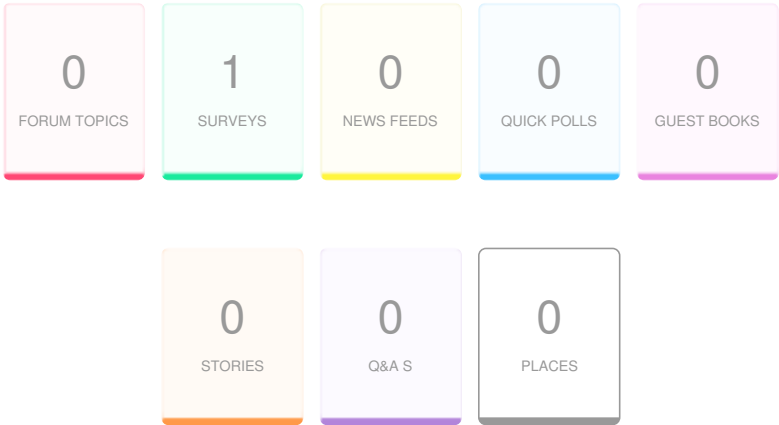 0 1 0 0 0
FORUM TOPICS SURVEYS NEWS FEEDS QUICK POLLS GUEST BOOKS
0 0 0
STORIES Q&A S PLACES